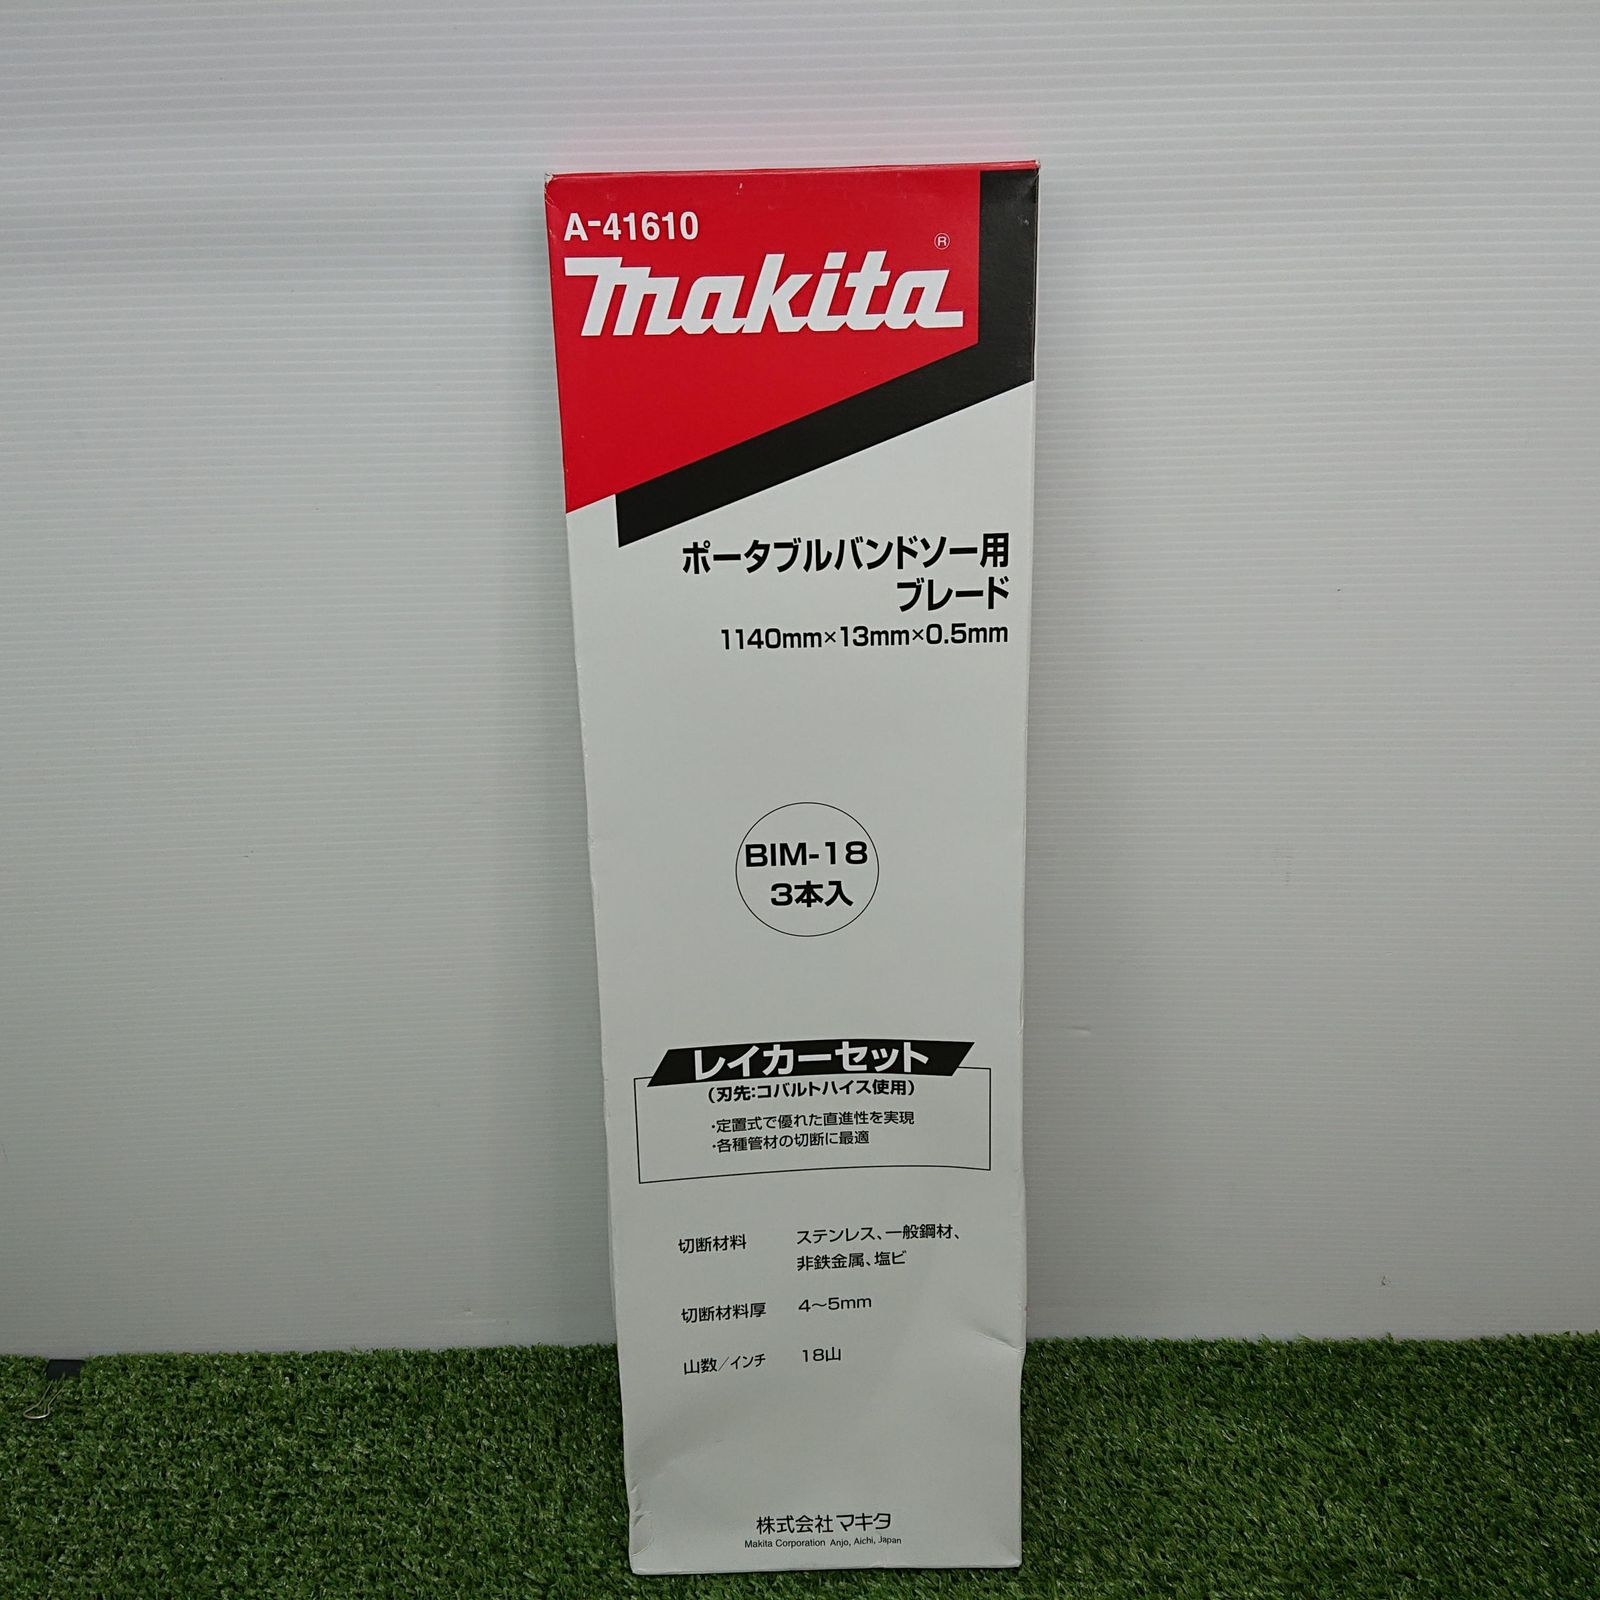 A-41610
makita®
ポータブルバンドソー用
ブレード
1140mm×13mm×0.5mm
BIM-18
3本入
レイカーセット
(刃先:コバルトハイス使用)
・定置式で優れた直進性を実現
・各種管材の切断に最適
切断材料 ステンレス、一般鋼材、
非鉄金属、塩ビ
切断材料厚 4〜5mm
山数/インチ 18山
株式会社マキタ
Makita Corporation Anjo, Aichi, Japan